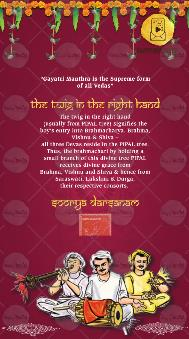 "Gayatri Manthra is the Supreme form
of all Vedas"
the twig in the right hand
The twig in the right hand
(usually from PIPAL tree) signifies the
boy's entry into Brahmacharya. Brahma,
Vishnu & Shiva –
all three Devas reside in the PIPAL tree.
Thus, the brahmachari by holding a
small branch of this divine tree PIPAL
receives divine grace from
Brahma, Vishnu and Shiva & hence from
Saraswati, Lakshmi & Durga,
their respective consorts.
soorya darsanam